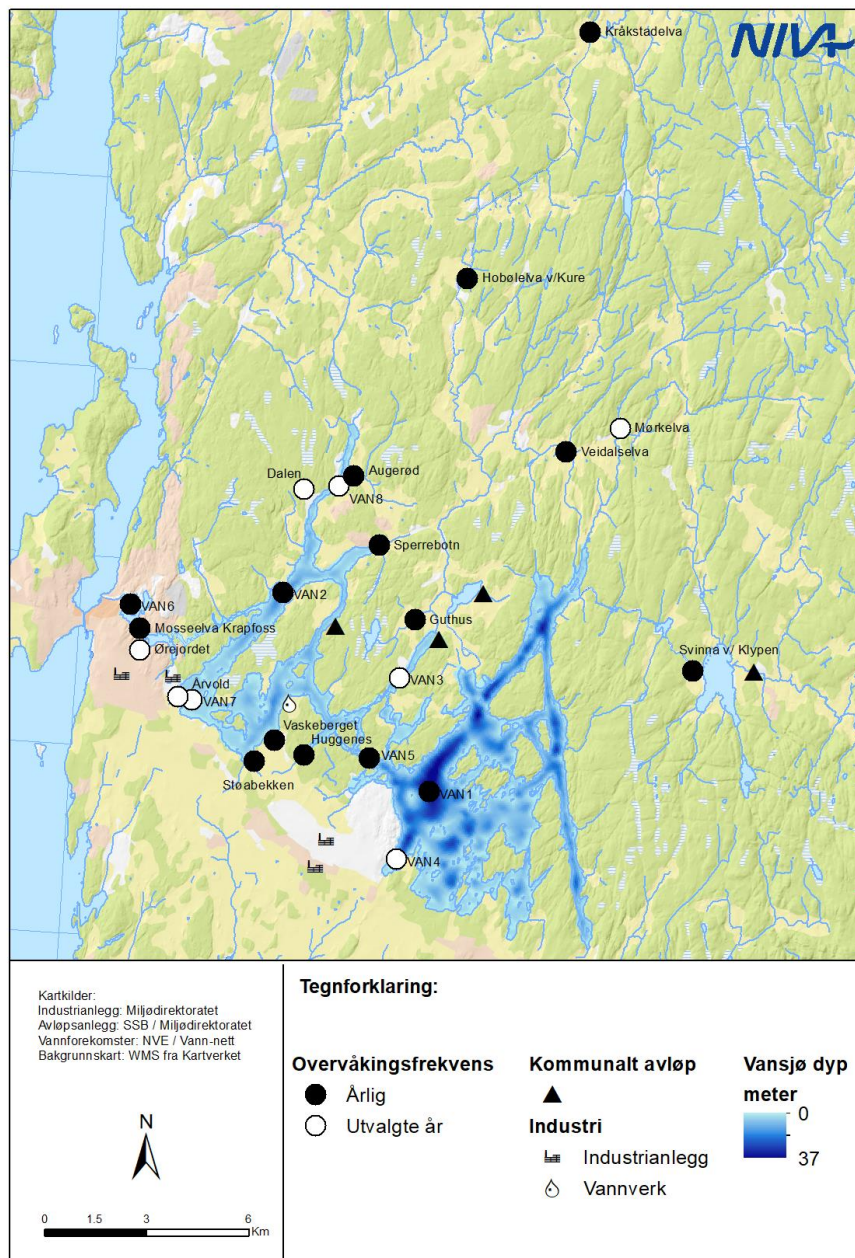 NIVA
Kråkstadelva
Hobølelva v/Kure
Mørkelva
Veidalselva
Dalen
Augerød
VAN8
Sperrebotn
VAN2
VAN6
Mosseelva Krapfoss
Guthus
Ørejordet
Svinna v/ Klypen
VAN3
Årvold
VAN7
Vaskeberget
Huggenes
VAN5
Støabekken
VAN1
VAN4
Kartkilder:
Industrianlegg: Miljødirektoratet
Avløpsanlegg: SSB / Miljødirektoratet
Vannforekomster: NVE / Vann-nett
Bakgrunnskart: WMS fra Kartverket
N
0 1.5 3 6
Km
Tegnforklaring:
Overvåkingsfrekvens
Årlig
Utvalgte år
Kommunalt avløp
Industri
Industrianlegg
Vannverk
Vansjø dyp
meter
0
37